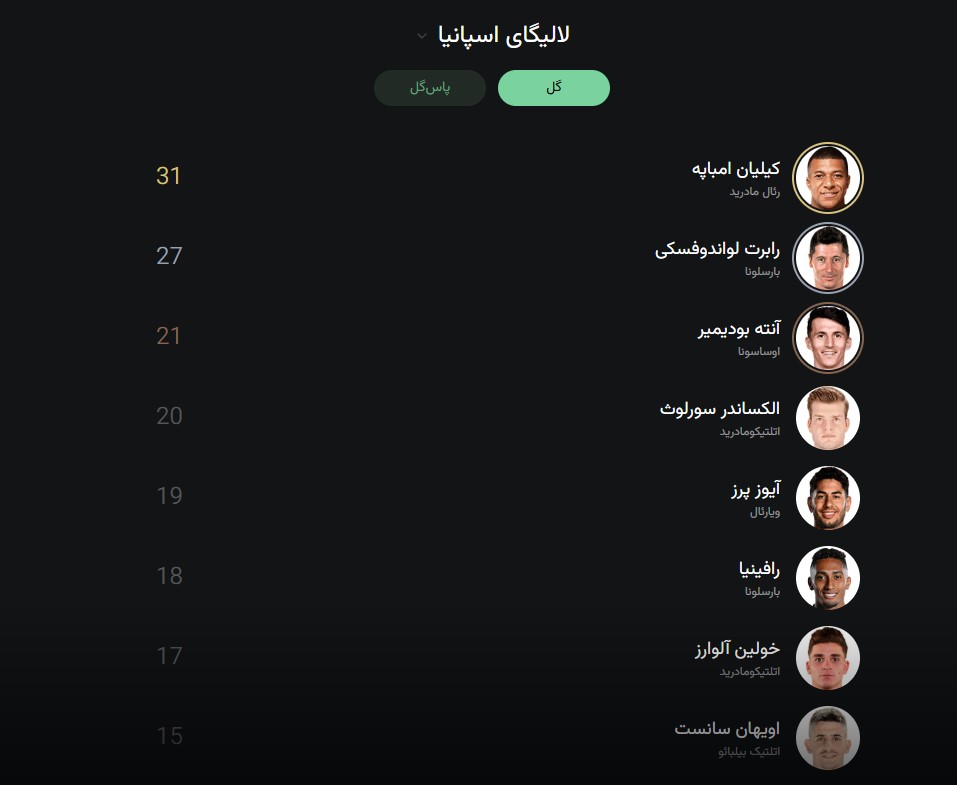 لالیگای اسپانیا
گل
پاس‌گل
کیلیان امباپه
رئال مادرید
31
رابرت لواندوفسکی
بارسلونا
27
آنته بودیمیر
اوساسونا
21
الکساندر سورلوث
اتلتیکومادرید
20
آیوز پرز
ویارئال
19
رافینیا
بارسلونا
18
خولین آلوارز
اتلتیکومادرید
17
اویهان سانست
اتلتیک بیلبائو
15